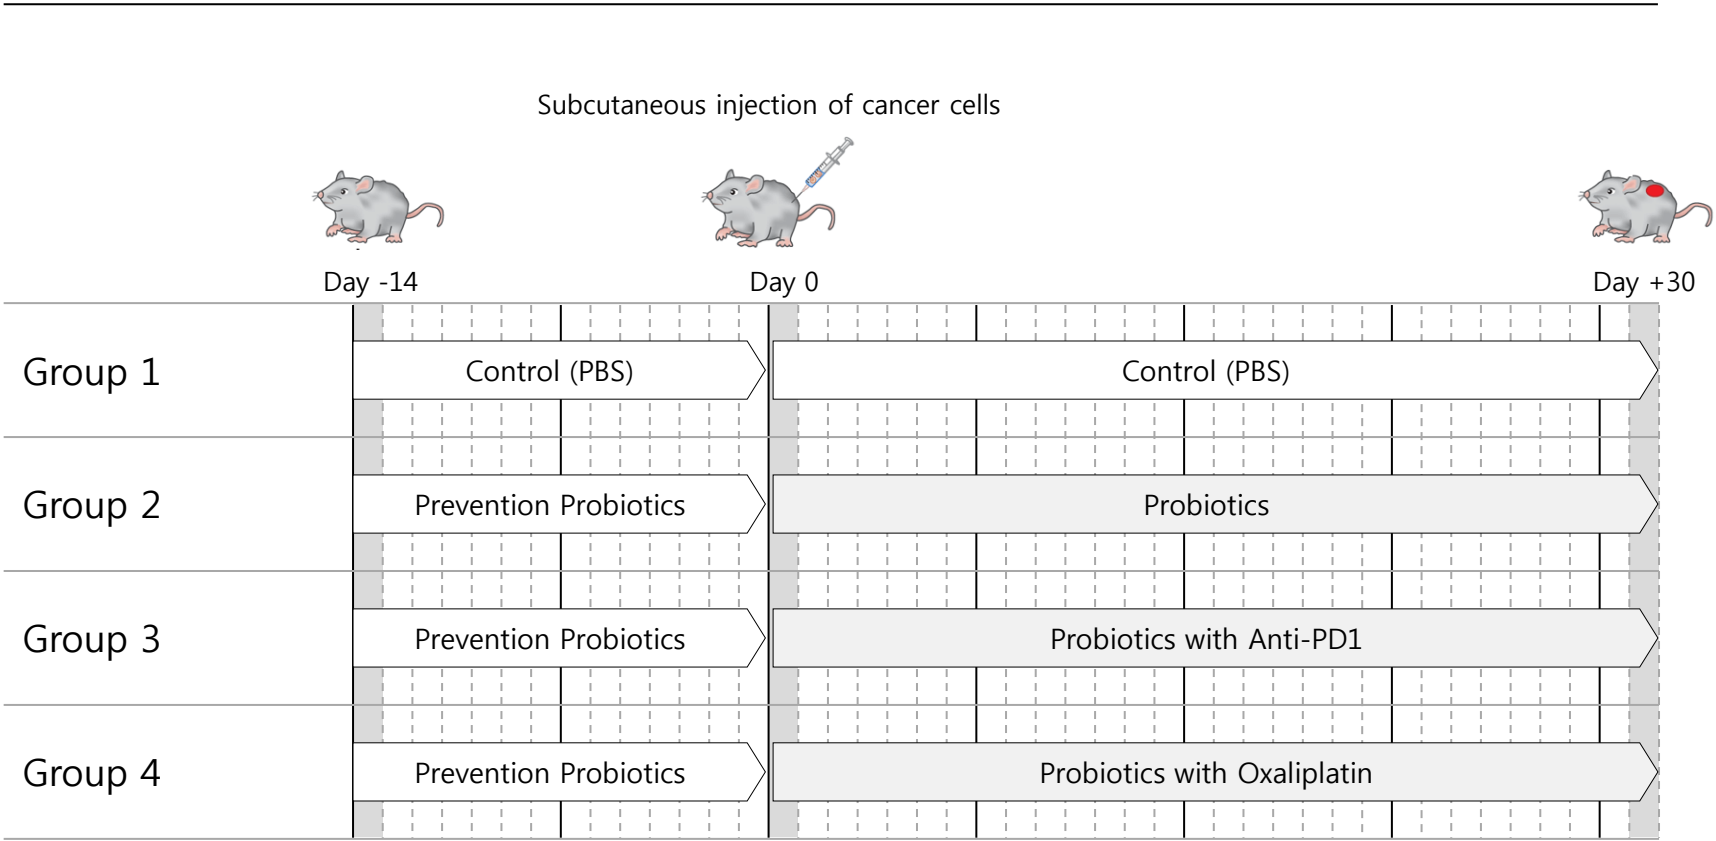 Subcutaneous injection of cancer cells
Day -14
Day 0
Day +30
Group 1
Control (PBS)
Control (PBS)
Group 2
Prevention Probiotics
Probiotics
Group 3
Prevention Probiotics
Probiotics with Anti-PD1
Group 4
Prevention Probiotics
Probiotics with Oxaliplatin